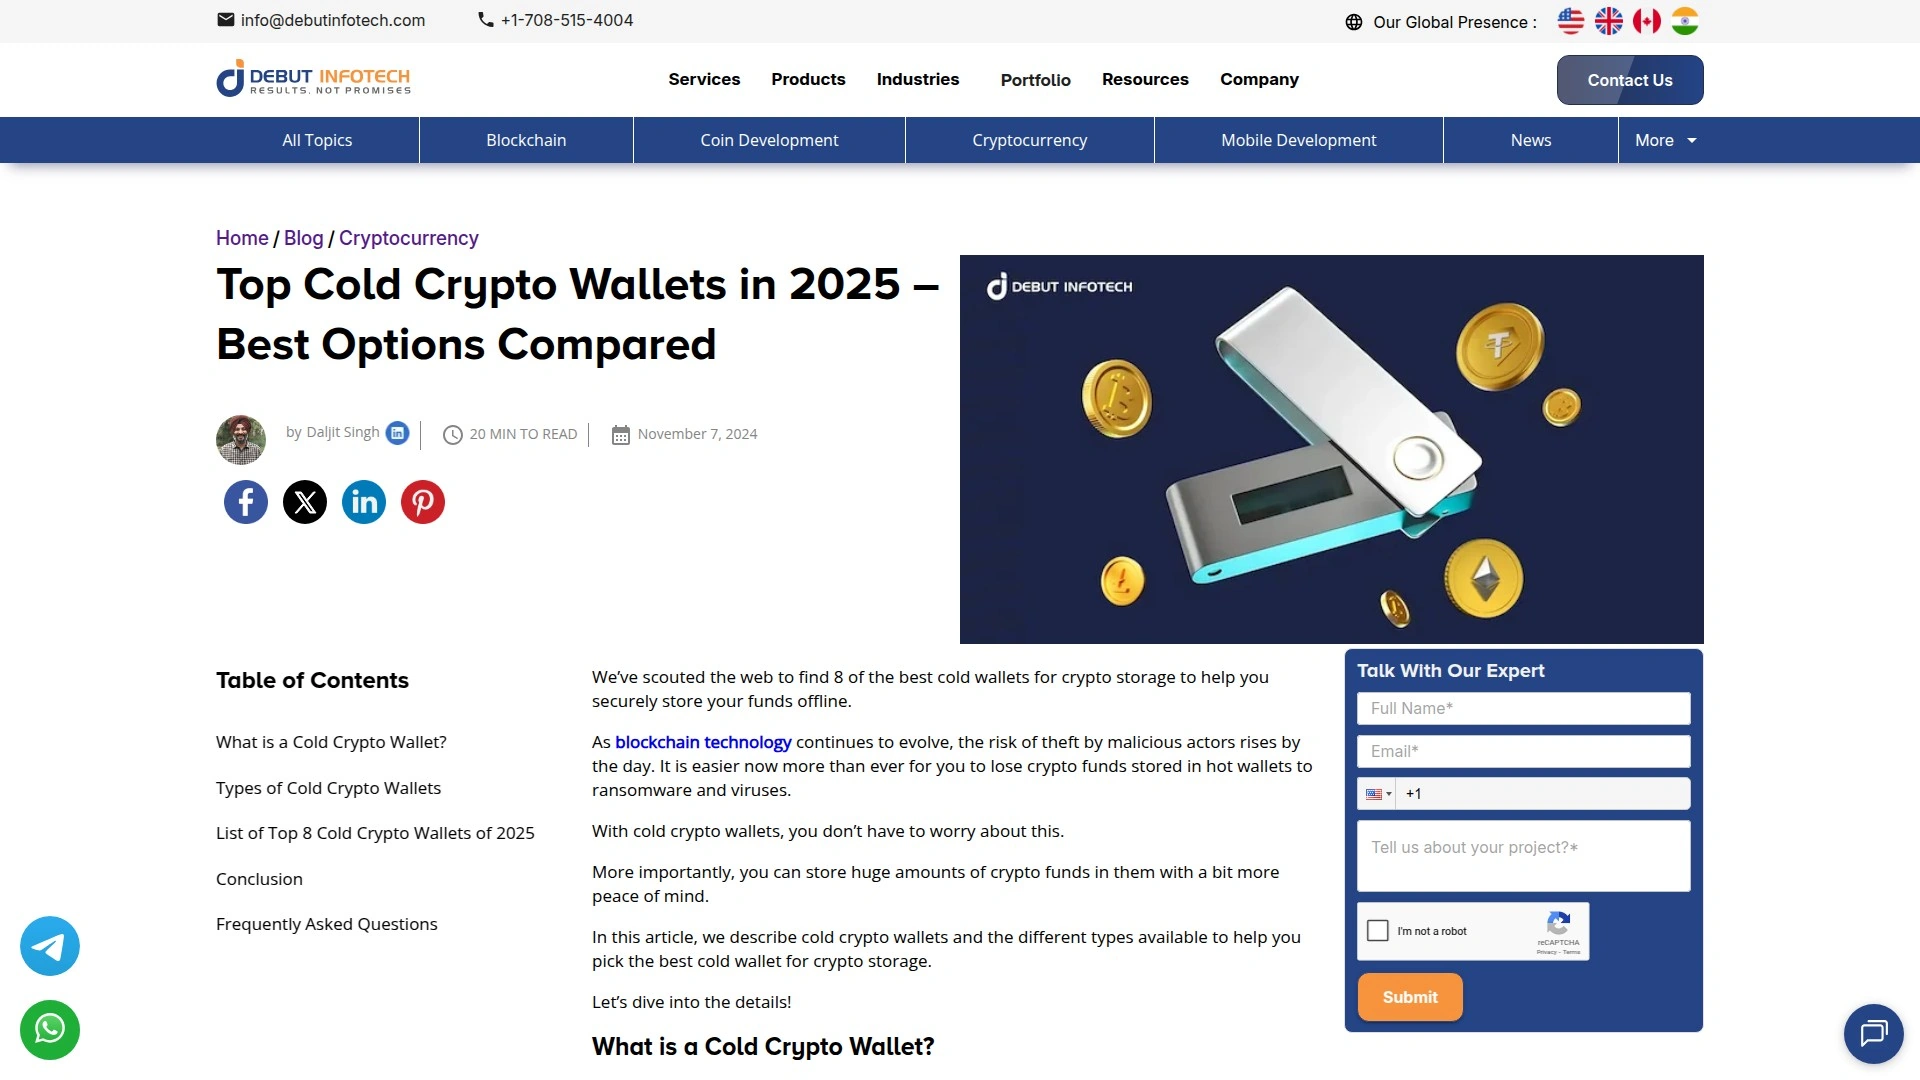 info@debutinfotech.com
+1-708-515-4004
Our Global Presence :
DEBUT INFOTECH
RESULTS, NOT PROMISES
Services
Products
Industries
Portfolio
Resources
Company
Contact Us
All Topics
Blockchain
Coin Development
Cryptocurrency
Mobile Development
News
More
Home / Blog / Cryptocurrency
Top Cold Crypto Wallets in 2025 –
Best Options Compared
by Daljit Singh
20 MIN TO READ
November 7, 2024
DEBUT INFOTECH
Table of Contents
What is a Cold Crypto Wallet?
Types of Cold Crypto Wallets
List of Top 8 Cold Crypto Wallets of 2025
Conclusion
Frequently Asked Questions
We’ve scouted the web to find 8 of the best cold wallets for crypto storage to help you
securely store your funds offline.
As blockchain technology continues to evolve, the risk of theft by malicious actors rises by
the day. It is easier now more than ever for you to lose crypto funds stored in hot wallets to
ransomware and viruses.
With cold crypto wallets, you don’t have to worry about this.
More importantly, you can store huge amounts of crypto funds in them with a bit more
peace of mind.
In this article, we describe cold crypto wallets and the different types available to help you
pick the best cold wallet for crypto storage.
Let’s dive into the details!
What is a Cold Crypto Wallet?
Talk With Our Expert
Full Name*
Email*
+1
Tell us about your project?*
I'm not a robot
reCAPTCHA
Privacy - Terms
Submit